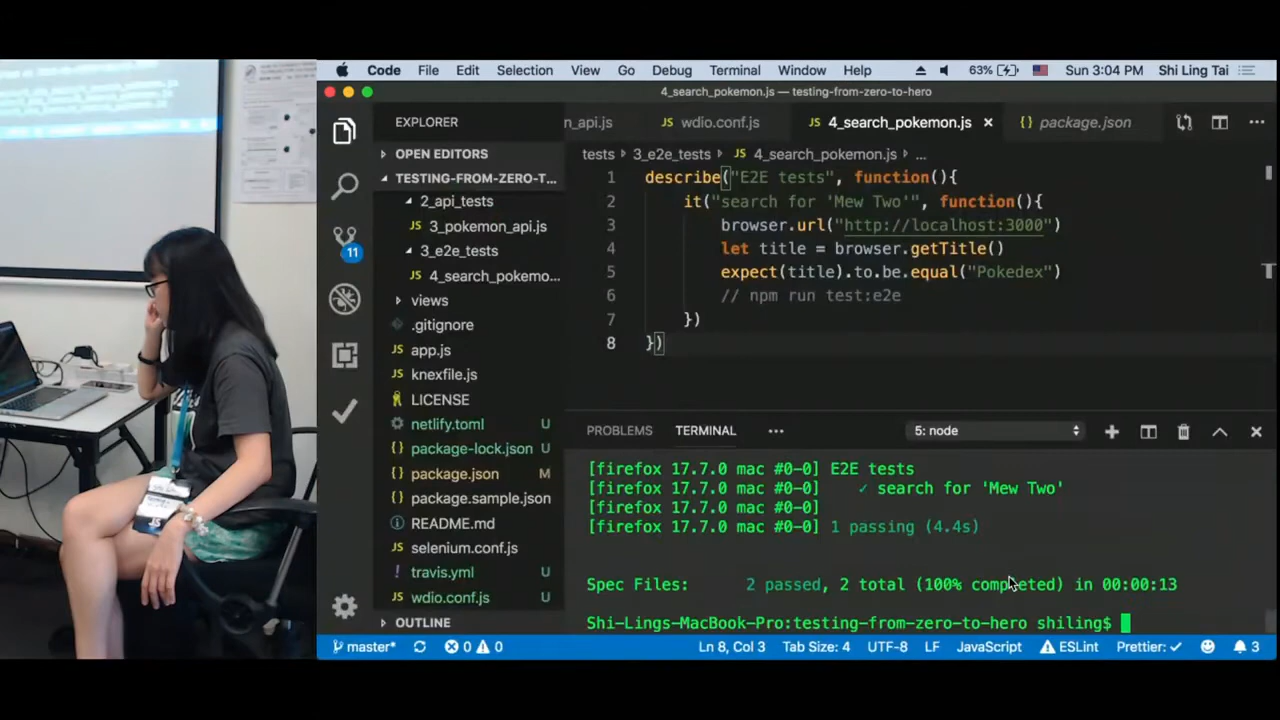 Code File Edit Selection View Go Debug Terminal Window Help 63% Sun 3:04 PM Shi Ling Tai
4_search_pokemon.js — testing-from-zero-to-hero
EXPLORER
n_api.js wdio.conf.js JS 4_search_pokemon.js × {} package.json ...
OPEN EDITORS
TESTING-FROM-ZERO-T...
2_api_tests
JS 3_pokemon_api.js
3_e2e_tests
JS 4_search_pokemo...
views
.gitignore
JS app.js
JS knexfile.js
LICENSE
netlify.toml U
{} package-lock.json U
{} package.json M
{} package.sample.json
README.md
JS selenium.conf.js
! travis.yml U
JS wdio.conf.js U
OUTLINE
11
tests 3_e2e_tests JS 4_search_pokemon.js ...
1 describe("E2E tests", function(){
2 it("search for 'Mew Two'", function(){
3 browser.url("http://localhost:3000")
4 let title = browser.getTitle()
5 expect(title).to.be.equal("Pokedex")
6 // npm run test:e2e
7 })
8 })
PROBLEMS TERMINAL ... 5: node
[firefox 17.7.0 mac #0-0] E2E tests
[firefox 17.7.0 mac #0-0] ✓ search for 'Mew Two'
[firefox 17.7.0 mac #0-0]
[firefox 17.7.0 mac #0-0] 1 passing (4.4s)
Spec Files: 2 passed, 2 total (100% completed) in 00:00:13
Shi-Lings-MacBook-Pro:testing-from-zero-to-hero shiling$
master* 0 0 Ln 8, Col 3 Tab Size: 4 UTF-8 LF JavaScript ESLint Prettier: ✓ 3
JS